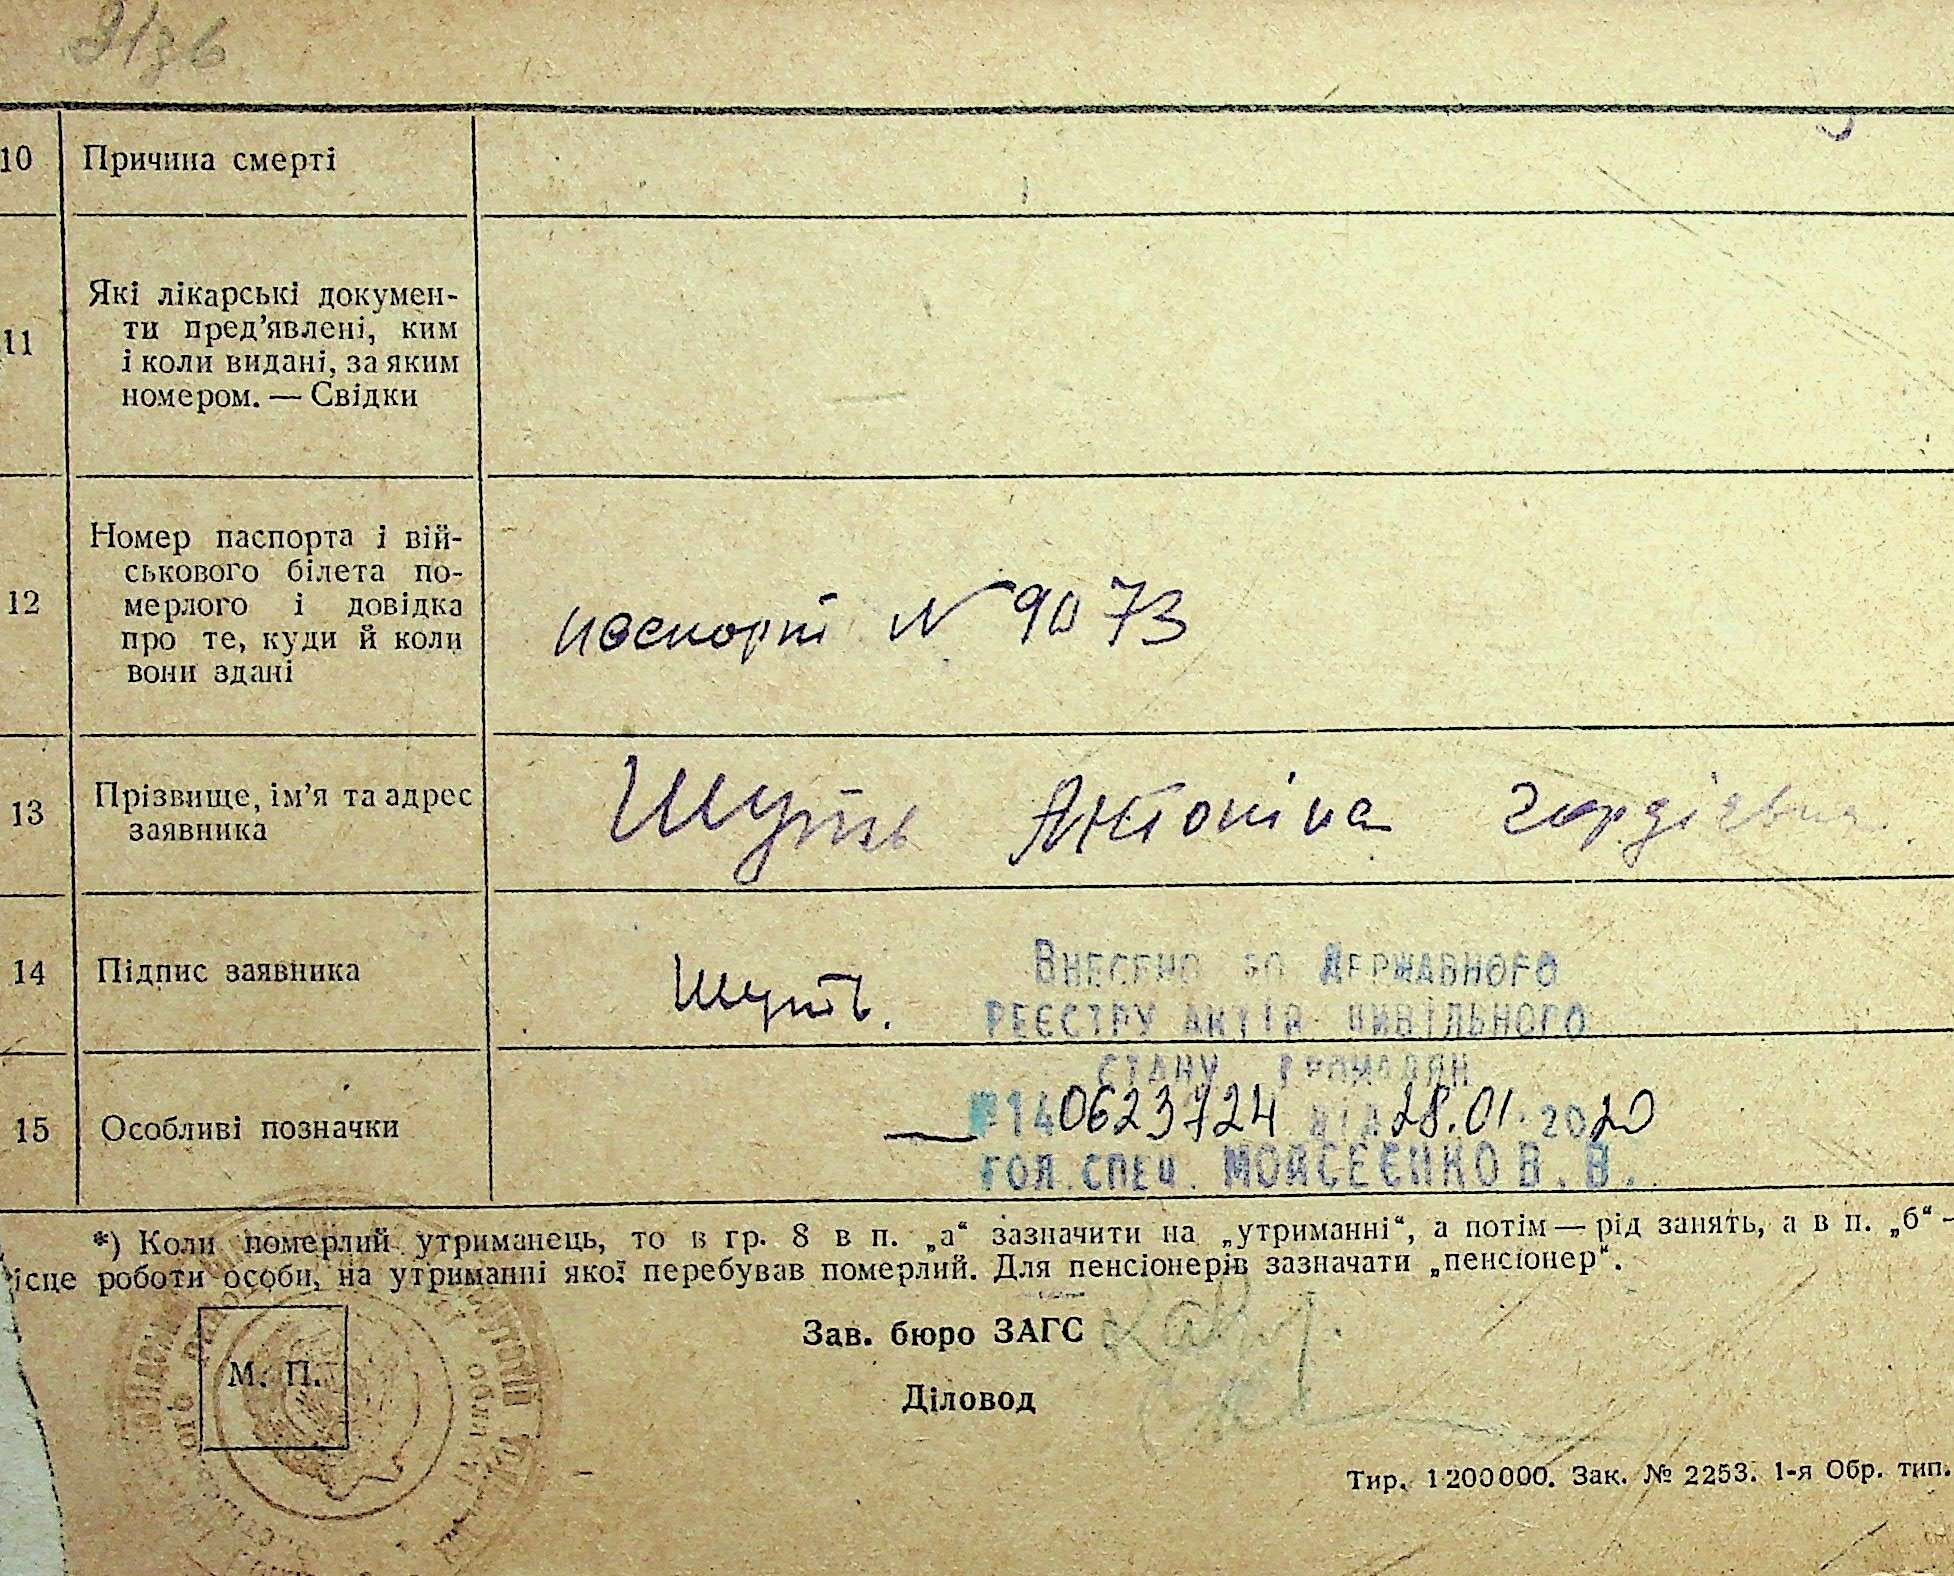 10 Причина смерті
11 Які лікарські докумен-
ти пред’явлені, ким
і коли видані, за яким
номером. — Свідки
12 Номер паспорта і вій-
ськового білета по-
мерлого і довідка
про те, куди й коли
вони здані
паспорт N 9073
13 Прізвище, ім’я та адрес
заявника
Шуть Антоніна Гордієвна
14 Підпис заявника
Шуть.
Внесено до Державного
реєстру актів цивільного
стану громадян
15 Особливі позначки
№ 140623724 від 28.01.2020
гол. спец. Моисеєнко В. В.
*) Коли померлий утриманець, то в гр. 8 в п. „а“ зазначити на „утриманні“, а потім — рід занять, а в п. „б“ —
ісце роботи особи, на утриманні якої перебував померлий. Для пенсіонерів зазначати „пенсіонер“.
М. П.
Зав. бюро ЗАГС
Діловод
Тир. 1200000. Зак. № 2253. 1-я Обр. тип.